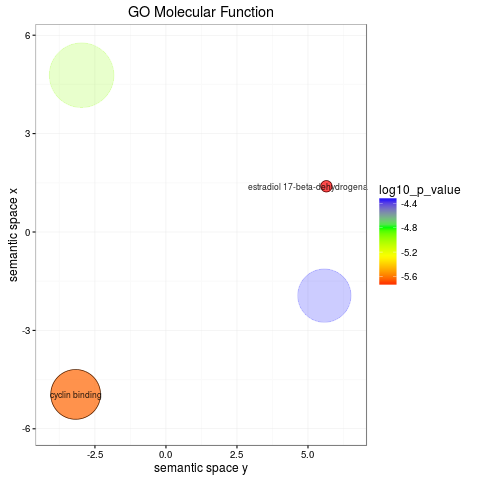 GO Molecular Function
6
3
0
-3
-6
semantic space x
estradiol 17-beta-dehydrogena
cyclin binding
-2.5 0.0 2.5 5.0
semantic space y
log10_p_value
-4.4
-4.8
-5.2
-5.6